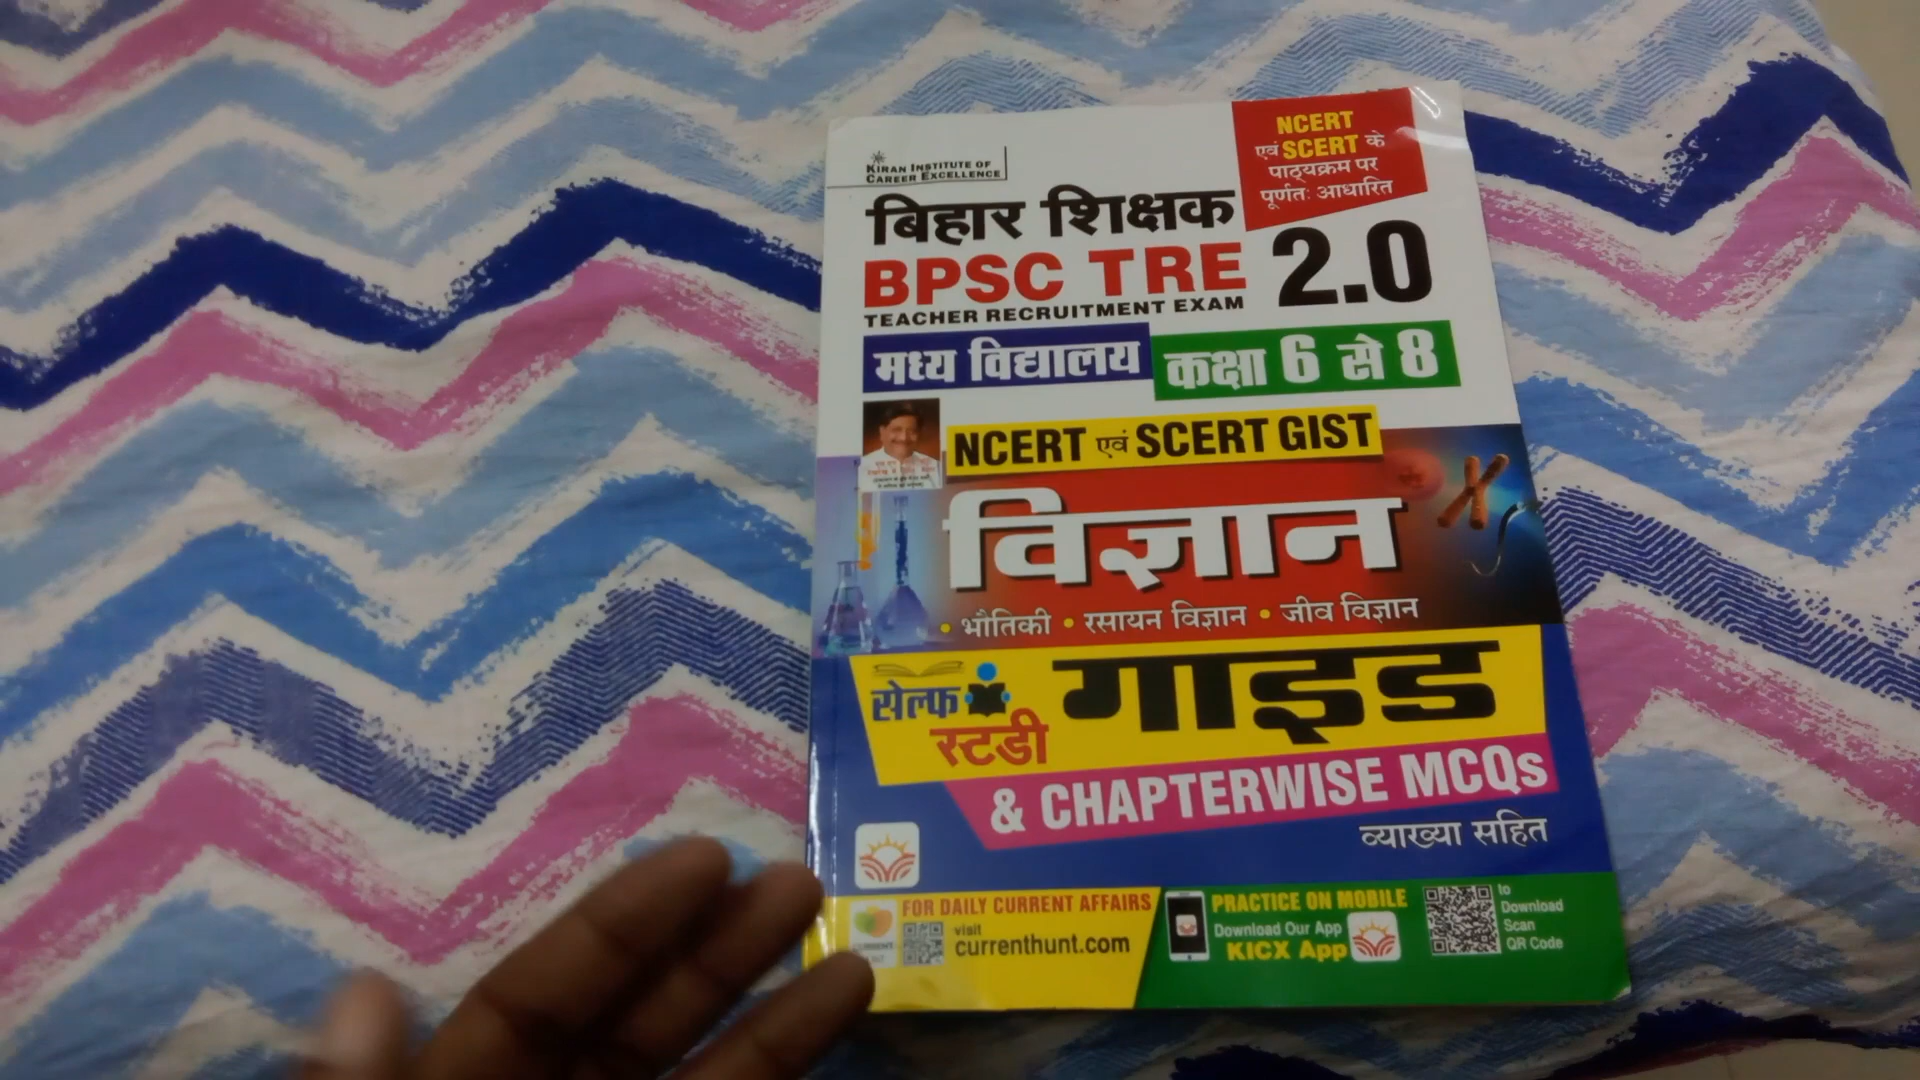 KIRAN INSTITUTE OF
CAREER EXCELLENCE
NCERT
एवं SCERT के
पाठ्यक्रम पर
पूर्णतः आधारित
बिहार शिक्षक
BPSC TRE 2.0
TEACHER RECRUITMENT EXAM
मध्य विद्यालय कक्षा 6 से 8
NCERT एवं SCERT GIST
विज्ञान
• भौतिकी • रसायन विज्ञान • जीव विज्ञान
सेल्फ
स्टडी
गाइड
& CHAPTERWISE MCQs
व्याख्या सहित
FOR DAILY CURRENT AFFAIRS
visit
currenthunt.com
PRACTICE ON MOBILE
Download Our App
KICX App
to
Download
Scan
QR Code